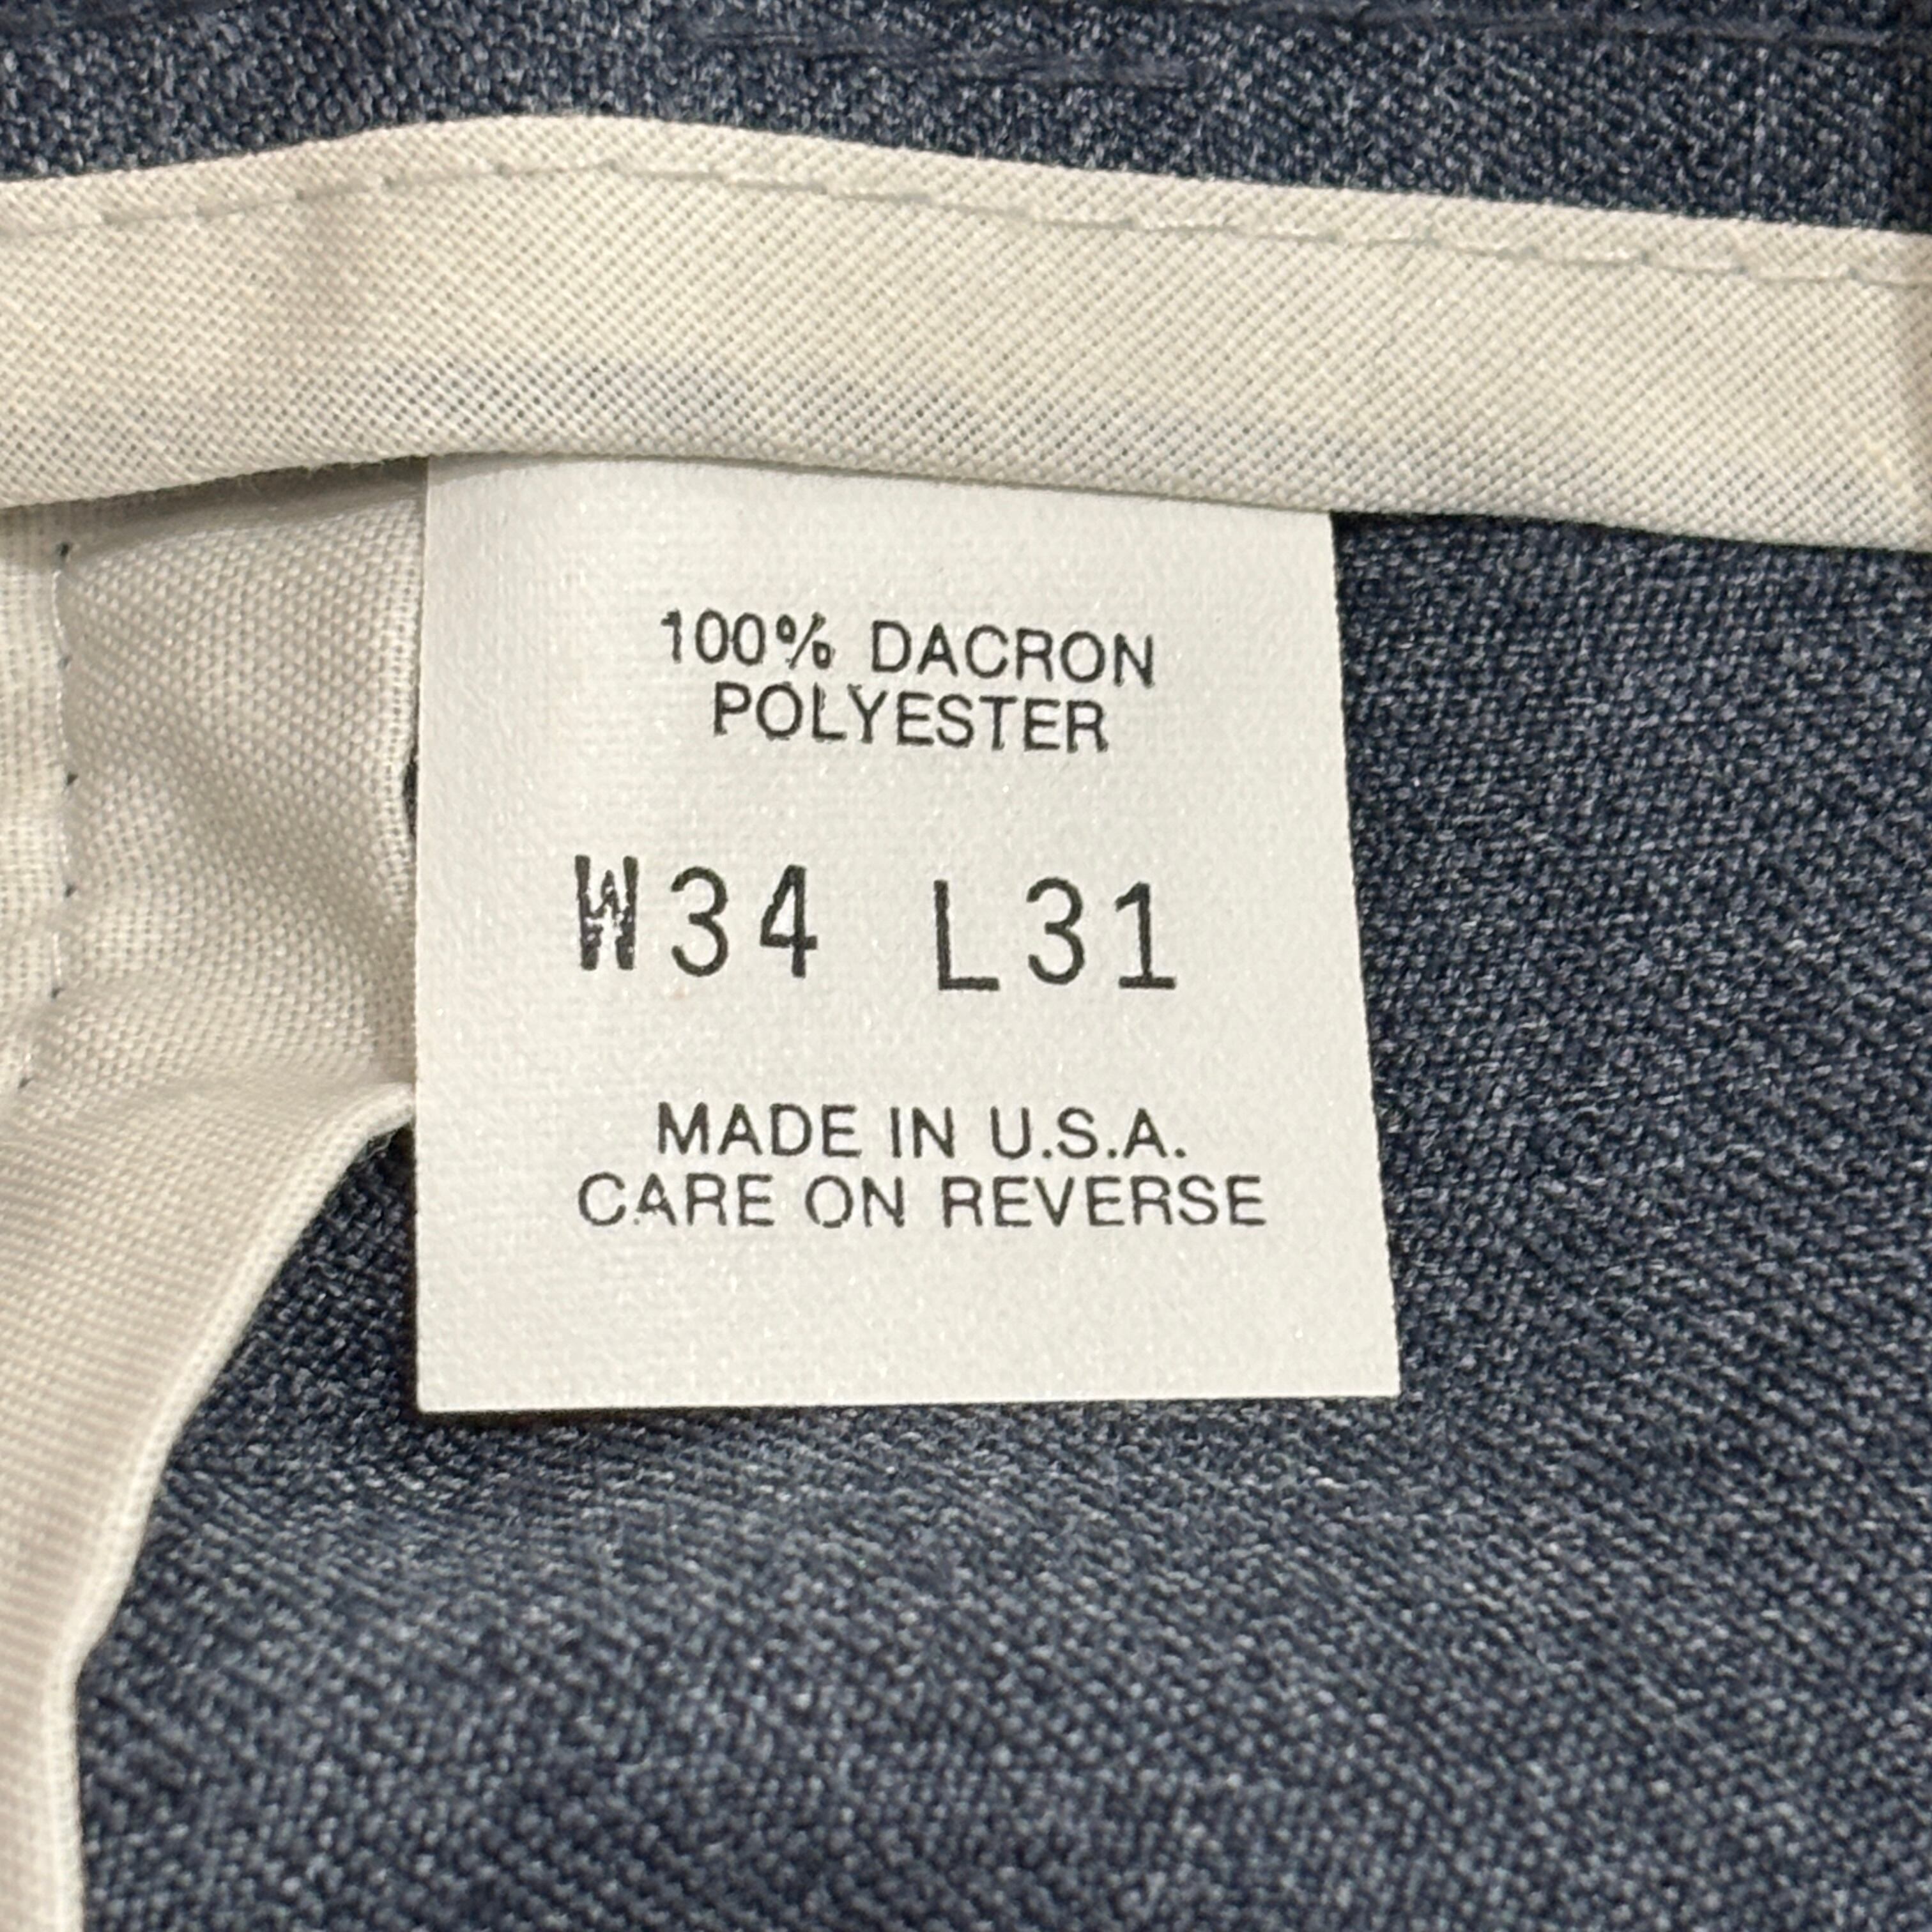 100% DACRON
POLYESTER
W34 L31
MADE IN U.S.A.
CARE ON REVERSE